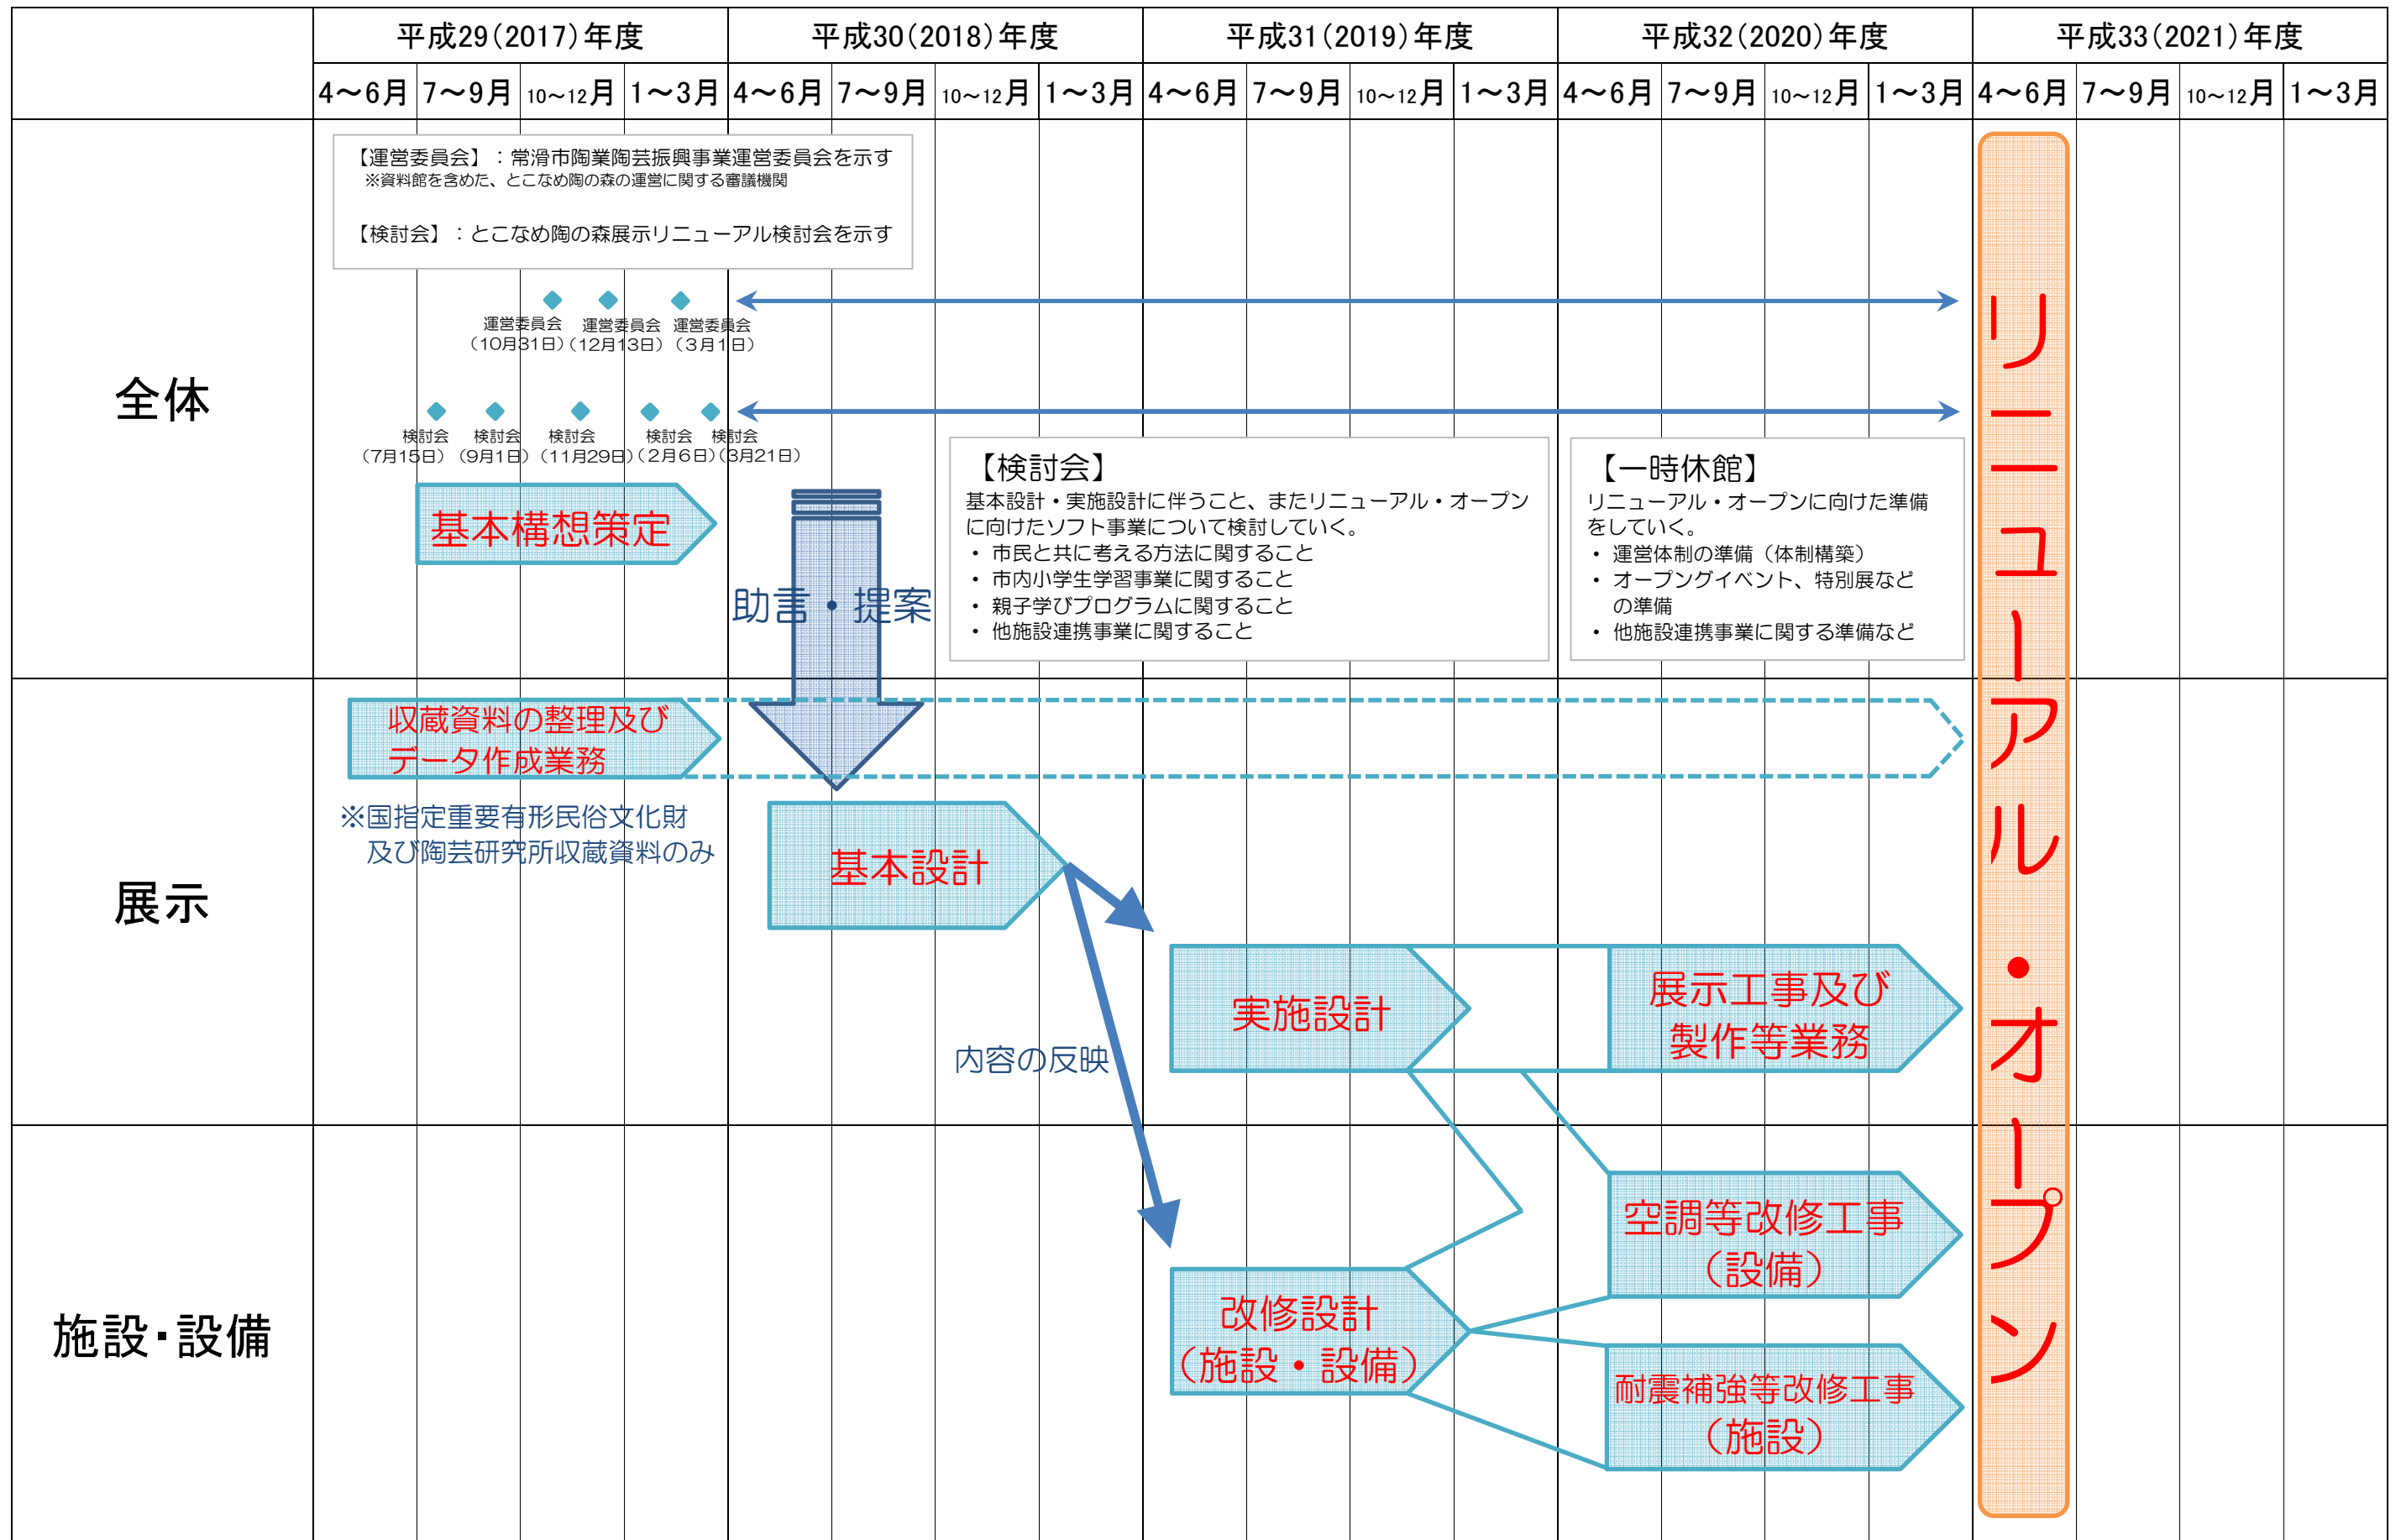 平成29(2017)年度 平成30(2018)年度 平成31(2019)年度 平成32(2020)年度 平成33(2021)年度
4～6月 7～9月 10～12月 1～3月 4～6月 7～9月 10～12月 1～3月 4～6月 7～9月 10～12月 1～3月 4～6月 7～9月 10～12月 1～3月 4～6月 7～9月 10～12月 1～3月
全体
【運営委員会】：常滑市陶業陶芸振興事業運営委員会を示す
※資料館を含めた、とこなめ陶の森の運営に関する審議機関
【検討会】：とこなめ陶の森展示リニューアル検討会を示す
運営委員会 運営委員会 運営委員会
（10月31日）（12月13日）（3月1日）
検討会 検討会 検討会 検討会 検討会
（7月15日）（9月1日）（11月29日）（2月6日）（3月21日）
基本構想策定
助言・提案
【検討会】
基本設計・実施設計に伴うこと、またリニューアル・オープン
に向けたソフト事業について検討していく。
・ 市民と共に考える方法に関すること
・ 市内小学生学習事業に関すること
・ 親子学びプログラムに関すること
・ 他施設連携事業に関すること
【一時休館】
リニューアル・オープンに向けた準備
をしていく。
・ 運営体制の準備（体制構築）
・ オープングイベント、特別展など
の準備
・ 他施設連携事業に関する準備など
リニューアル・オープン
展示
収蔵資料の整理及び
データ作成業務
※国指定重要有形民俗文化財
及び陶芸研究所収蔵資料のみ
基本設計
内容の反映
実施設計
展示工事及び
製作等業務
施設・設備
改修設計
（施設・設備）
空調等改修工事
（設備）
耐震補強等改修工事
（施設）